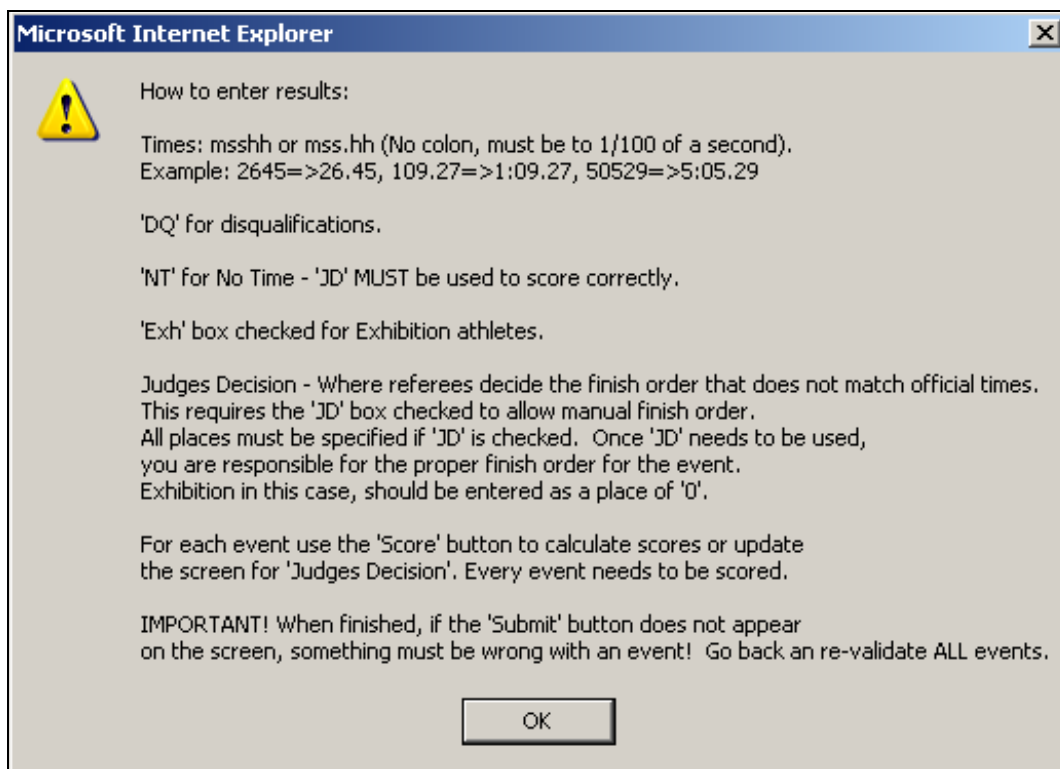 Microsoft Internet Explorer
How to enter results:
Times: msshh or mss.hh (No colon, must be to 1/100 of a second).
Example: 2645=>26.45, 109.27=>1:09.27, 50529=>5:05.29
'DQ' for disqualifications.
'NT' for No Time - 'JD' MUST be used to score correctly.
'Exh' box checked for Exhibition athletes.
Judges Decision - Where referees decide the finish order that does not match official times.
This requires the 'JD' box checked to allow manual finish order.
All places must be specified if 'JD' is checked.  Once 'JD' needs to be used,
you are responsible for the proper finish order for the event.
Exhibition in this case, should be entered as a place of '0'.
For each event use the 'Score' button to calculate scores or update
the screen for 'Judges Decision'. Every event needs to be scored.
IMPORTANT! When finished, if the 'Submit' button does not appear
on the screen, something must be wrong with an event!  Go back an re-validate ALL events.
OK